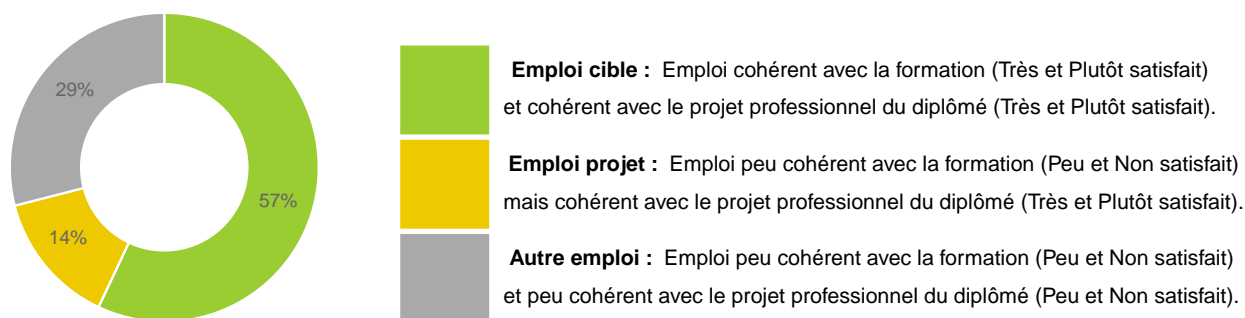 29%
57%
14%
Emploi cible : Emploi cohérent avec la formation (Très et Plutôt satisfait)
et cohérent avec le projet professionnel du diplômé (Très et Plutôt satisfait).
Emploi projet : Emploi peu cohérent avec la formation (Peu et Non satisfait)
mais cohérent avec le projet professionnel du diplômé (Très et Plutôt satisfait).
Autre emploi : Emploi peu cohérent avec la formation (Peu et Non satisfait)
et peu cohérent avec le projet professionnel du diplômé (Peu et Non satisfait).